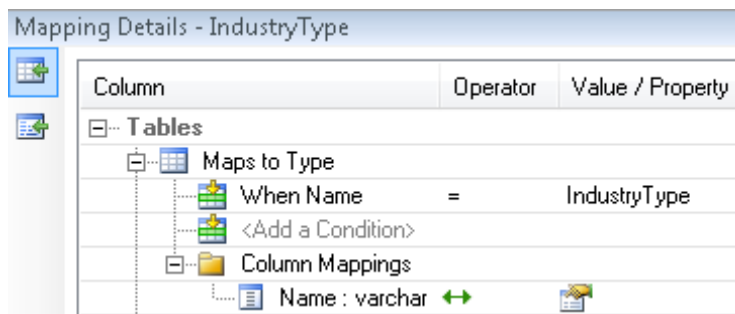 Mapping Details - IndustryType
Column Operator Value / Property
Tables
Maps to Type
When Name = IndustryType
<Add a Condition>
Column Mappings
Name : varchar